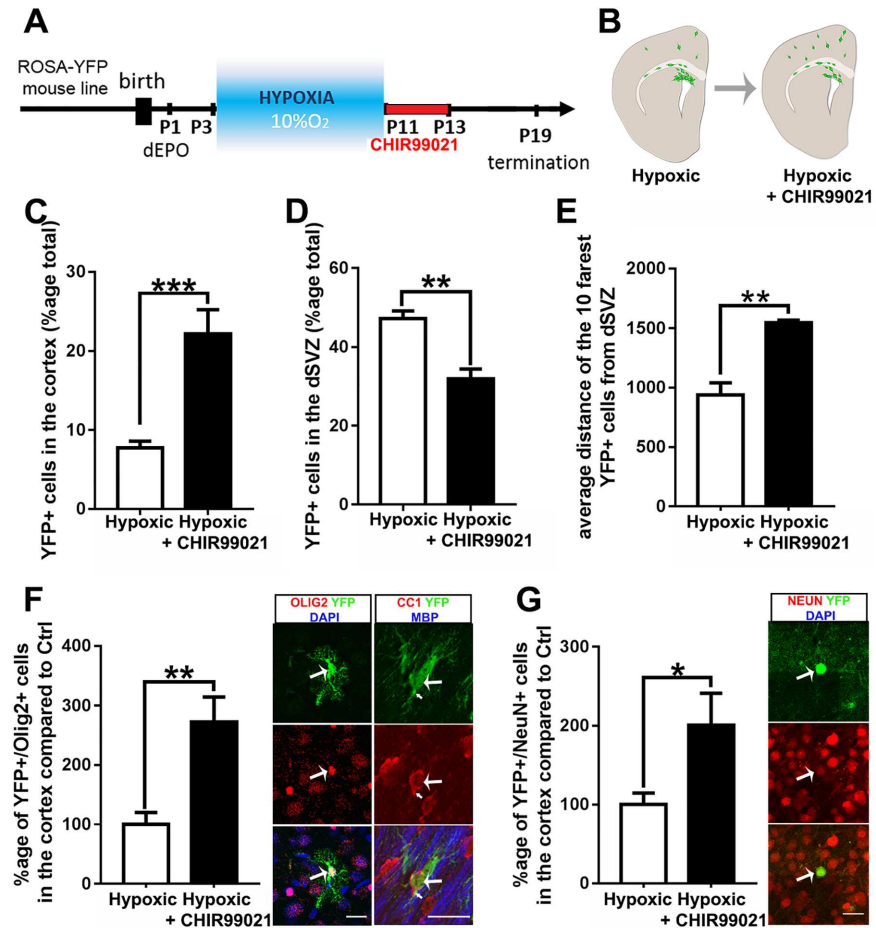 A
ROSA-YFP
mouse line
birth
P1
P3
dEPO
HYPOXIA
10%O2
P11
P13
CHIR99021
P19
termination
B
Hypoxic
Hypoxic
+ CHIR99021
C
YFP+ cells in the cortex (%age total)
30
20
10
0
***
Hypoxic
Hypoxic
+ CHIR99021
D
YFP+ cells in the dSVZ (%age total)
60
40
20
0
**
Hypoxic
Hypoxic
+ CHIR99021
E
average distance of the 10 farest
YFP+ cells from dSVZ
2000
1500
1000
500
0
**
Hypoxic
Hypoxic
+ CHIR99021
F
%age of YFP+/Olig2+ cells
in the cortex compared to Ctrl
400
300
200
100
0
**
Hypoxic
Hypoxic
+ CHIR99021
OLIG2 YFP
DAPI
CC1 YFP
MBP
G
%age of YFP+/NeuN+ cells
in the cortex compared to Ctrl
300
200
100
0
*
Hypoxic
Hypoxic
+ CHIR99021
NEUN YFP
DAPI